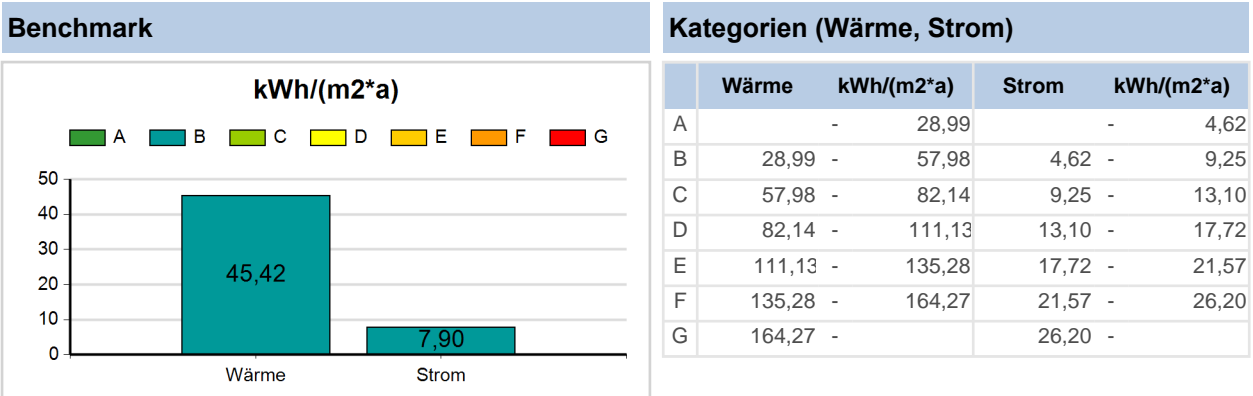 Benchmark
kWh/(m2*a)
A B C D E F G
50
40
30
20
10
0
45,42
7,90
Wärme Strom
Kategorien (Wärme, Strom)
Wärme kWh/(m2*a) Strom kWh/(m2*a)
A - 28,99 - 4,62
B 28,99 - 57,98 4,62 - 9,25
C 57,98 - 82,14 9,25 - 13,10
D 82,14 - 111,13 13,10 - 17,72
E 111,13 - 135,28 17,72 - 21,57
F 135,28 - 164,27 21,57 - 26,20
G 164,27 - 26,20 -